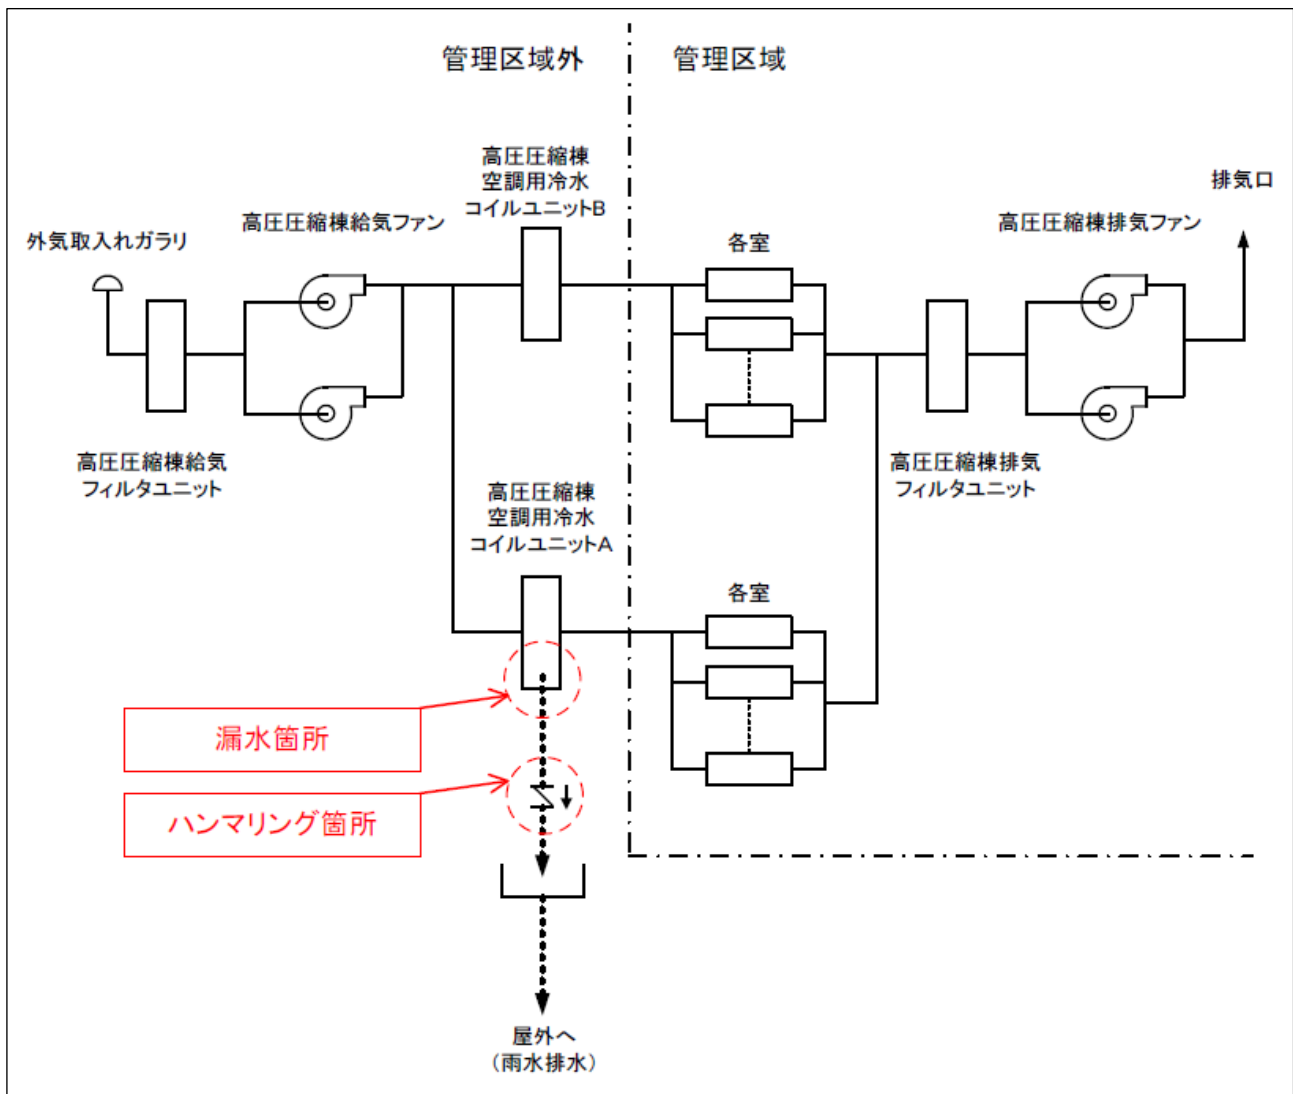 管理区域外
管理区域
高圧圧縮棟
空調用冷水
コイルユニットB
排気口
高圧圧縮棟給気ファン
高圧圧縮棟排気ファン
外気取入れガラリ
各室
高圧圧縮棟給気
フィルタユニット
高圧圧縮棟排気
フィルタユニット
高圧圧縮棟
空調用冷水
コイルユニットA
各室
漏水箇所
ハンマリング箇所
屋外へ
(雨水排水)